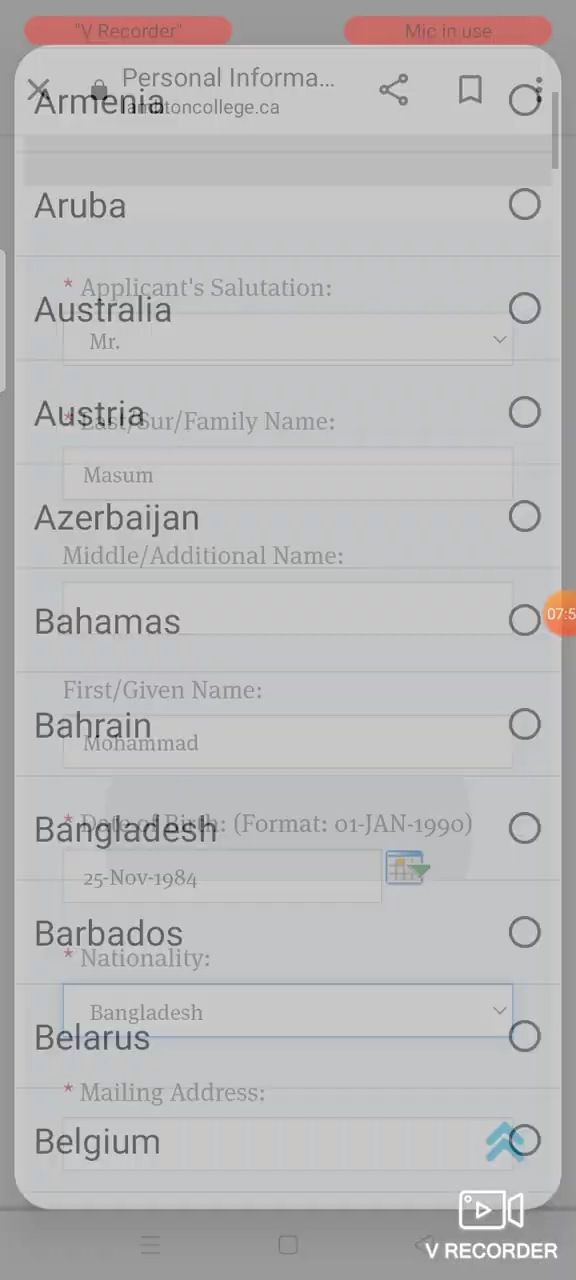 "V Recorder"
Mic in use
Personal Informa...
lambtoncollege.ca
Armenia
Aruba
* Applicant's Salutation:
Australia
Mr.
Austria
* Last/Sur/Family Name:
Masum
Azerbaijan
Middle/Additional Name:
07:5
Bahamas
First/Given Name:
Bahrain
Mohammad
* Date of Birth: (Format: 01-JAN-1990)
Bangladesh
25-Nov-1984
Barbados
* Nationality:
Bangladesh
Belarus
* Mailing Address:
Belgium
V RECORDER